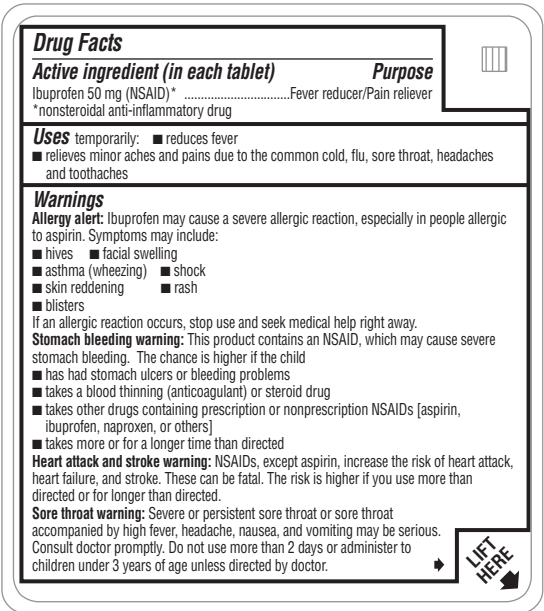 Drug Facts
Active ingredient (in each tablet) Purpose
Ibuprofen 50 mg (NSAID)* ................................Fever reducer/Pain reliever
*nonsteroidal anti-inflammatory drug
Uses temporarily: ■ reduces fever
■ relieves minor aches and pains due to the common cold, flu, sore throat, headaches
and toothaches
Warnings
Allergy alert: Ibuprofen may cause a severe allergic reaction, especially in people allergic
to aspirin. Symptoms may include:
■ hives ■ facial swelling
■ asthma (wheezing) ■ shock
■ skin reddening ■ rash
■ blisters
If an allergic reaction occurs, stop use and seek medical help right away.
Stomach bleeding warning: This product contains an NSAID, which may cause severe
stomach bleeding. The chance is higher if the child
■ has had stomach ulcers or bleeding problems
■ takes a blood thinning (anticoagulant) or steroid drug
■ takes other drugs containing prescription or nonprescription NSAIDs [aspirin,
ibuprofen, naproxen, or others]
■ takes more or for a longer time than directed
Heart attack and stroke warning: NSAIDs, except aspirin, increase the risk of heart attack,
heart failure, and stroke. These can be fatal. The risk is higher if you use more than
directed or for longer than directed.
Sore throat warning: Severe or persistent sore throat or sore throat
accompanied by high fever, headache, nausea, and vomiting may be serious.
Consult doctor promptly. Do not use more than 2 days or administer to
children under 3 years of age unless directed by doctor.
LIFT
HERE